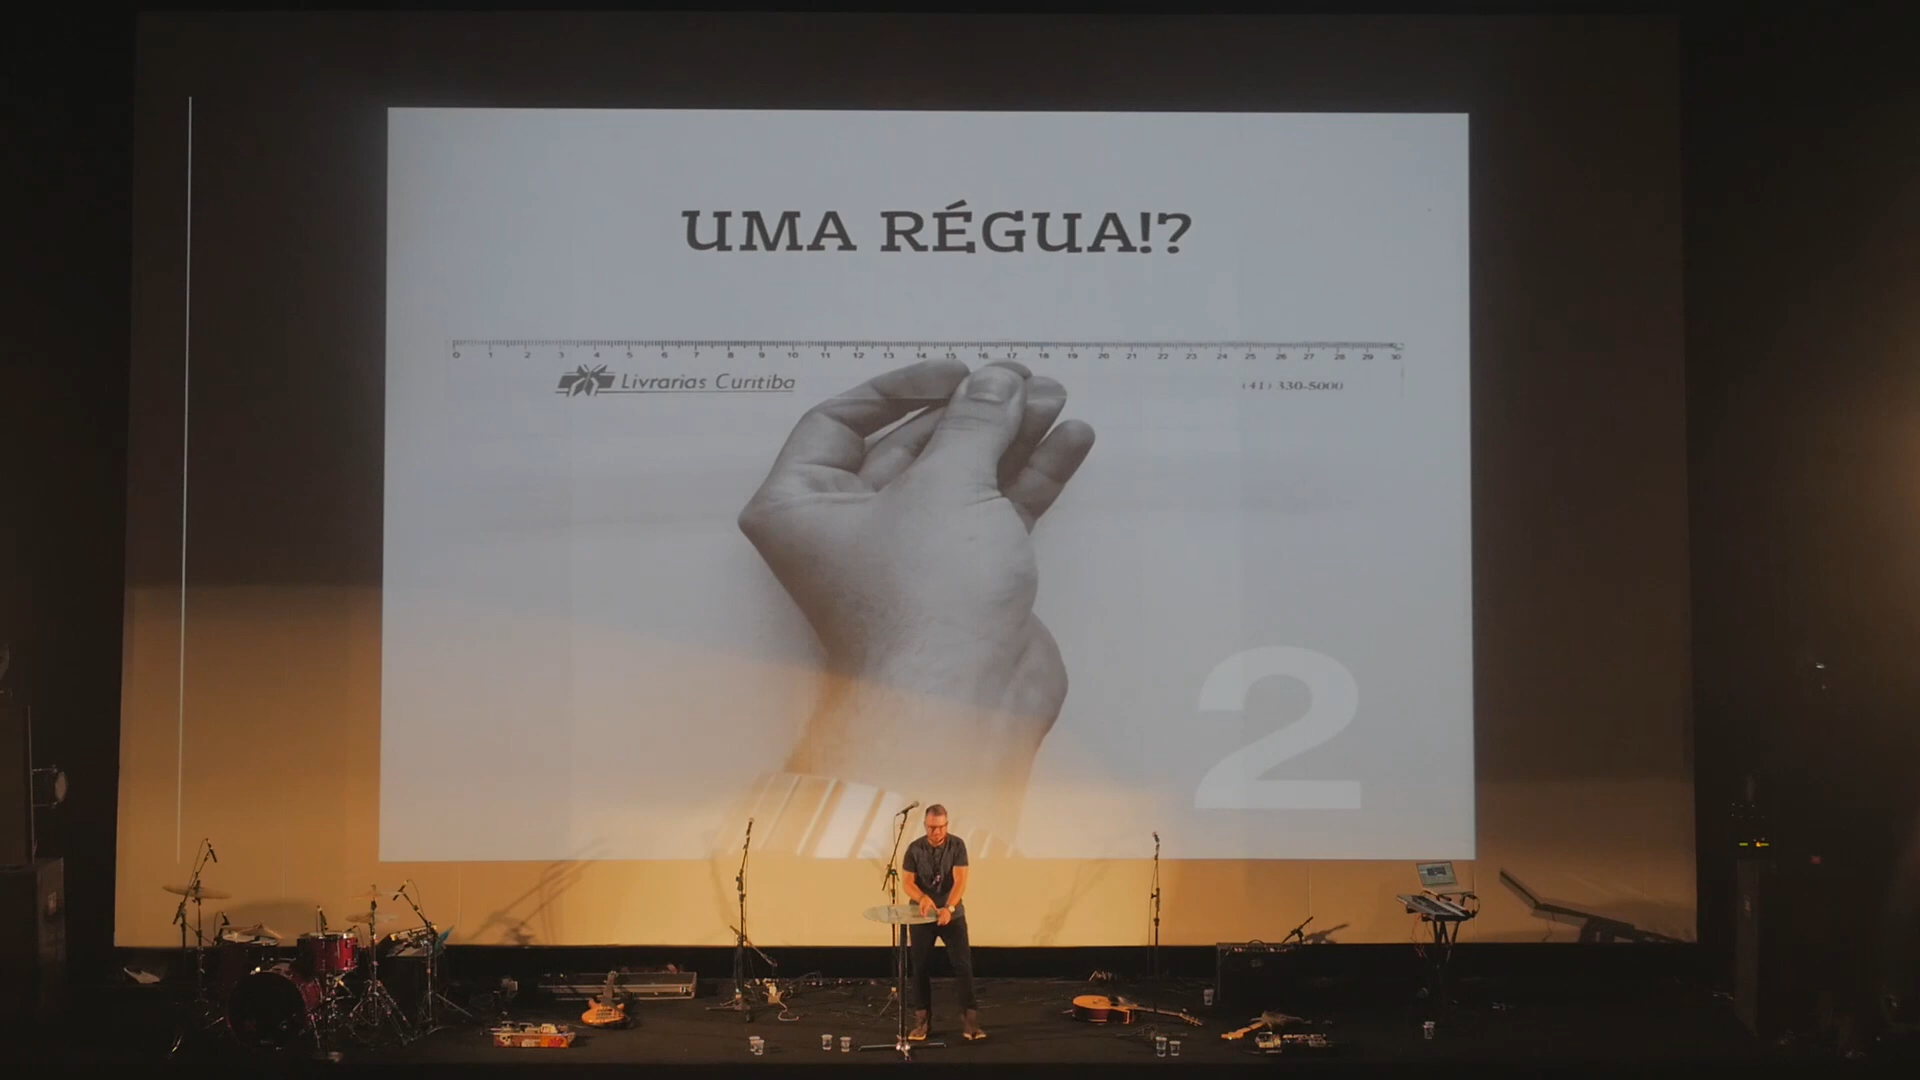 UMA RÉGUA!?
0 1 2 3 4 5 6 7 8 9 10 11 12 13 14 15 16 17 18 19 20 21 22 23 24 25 26 27 28 29 30
Livrarias Curitiba
(41) 330-5000
2